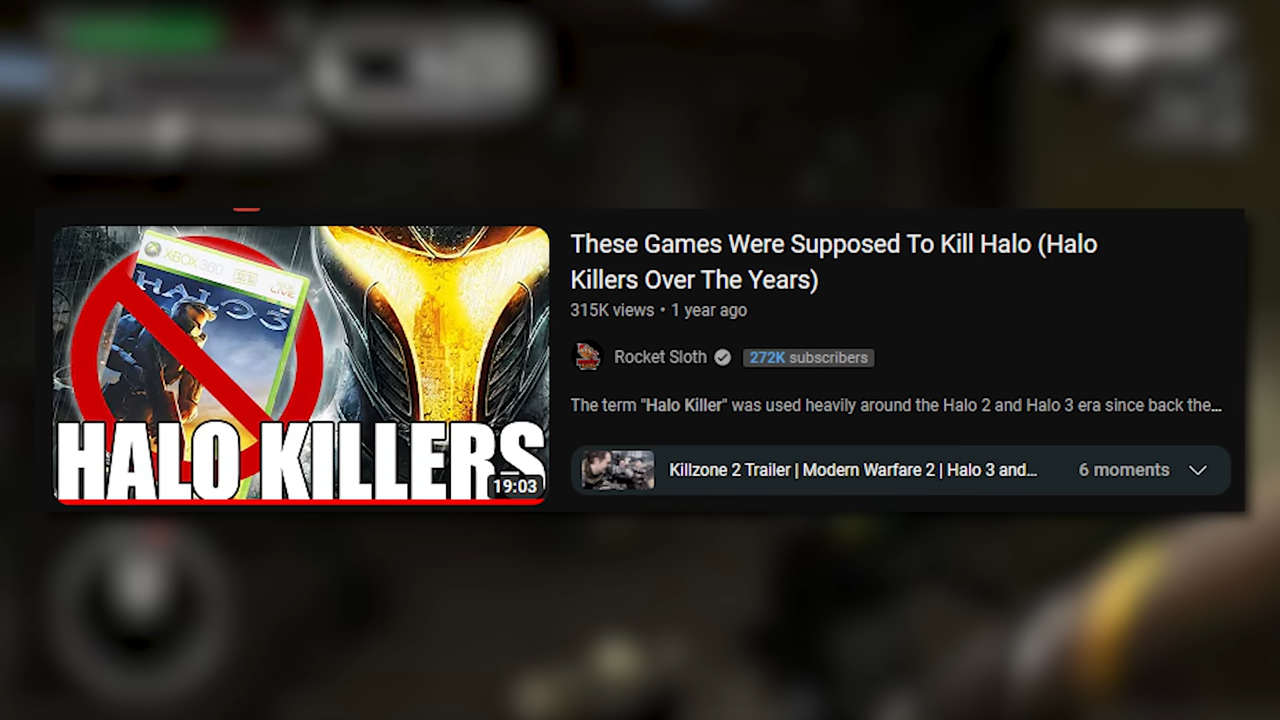 These Games Were Supposed To Kill Halo (Halo
Killers Over The Years)
315K views • 1 year ago
Rocket Sloth
272K subscribers
The term "Halo Killer" was used heavily around the Halo 2 and Halo 3 era since back the...
Killzone 2 Trailer | Modern Warfare 2 | Halo 3 and...
6 moments
XBOX 360
LIVE
HALO 3
HALO KILLERS
19:03